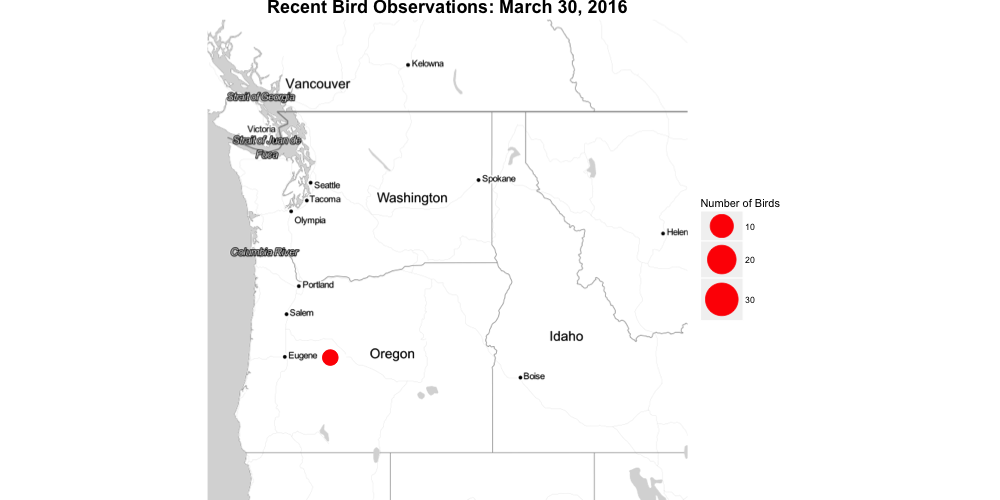 Recent Bird Observations: March 30, 2016
Kelowna
Vancouver
Strait of Georgia
Victoria
Strait of Juan de
Fuca
Seattle
Spokane
Tacoma
Washington
Olympia
Helen
Columbia River
Portland
Salem
Idaho
Eugene
Oregon
Boise
Number of Birds
10
20
30